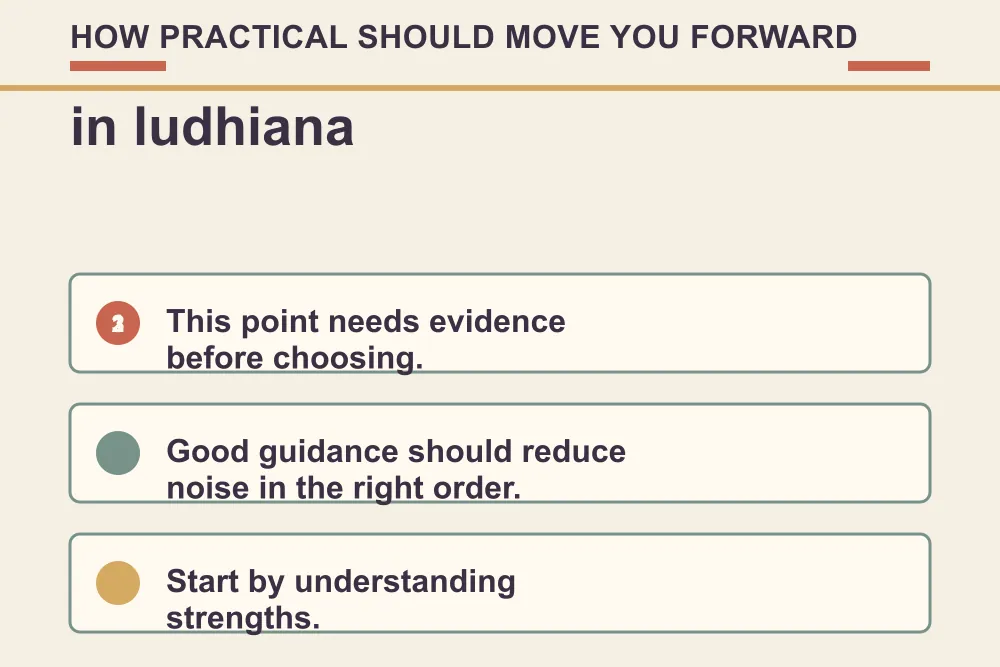 HOW PRACTICAL SHOULD MOVE YOU FORWARD
in ludhiana
This point needs evidence
before choosing.
Good guidance should reduce
noise in the right order.
Start by understanding
strengths.